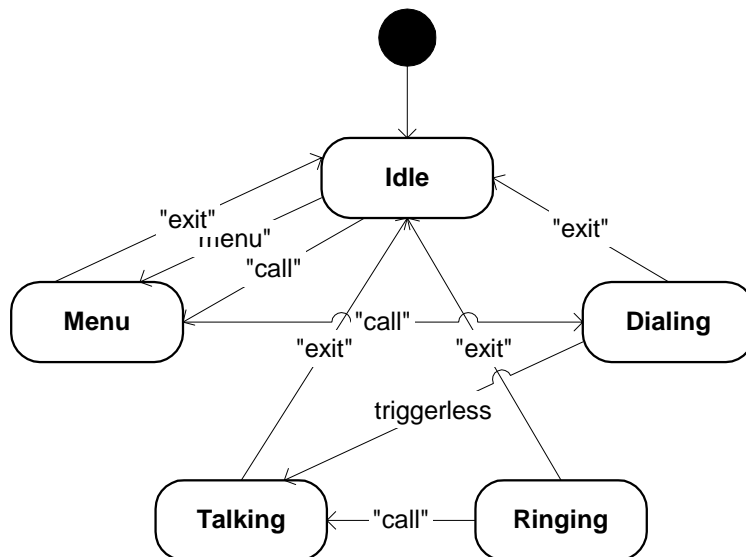 Idle
"exit"
menu"
"exit"
"call"
Menu
"call"
Dialing
"exit"
"exit"
triggerless
Talking
"call"
Ringing